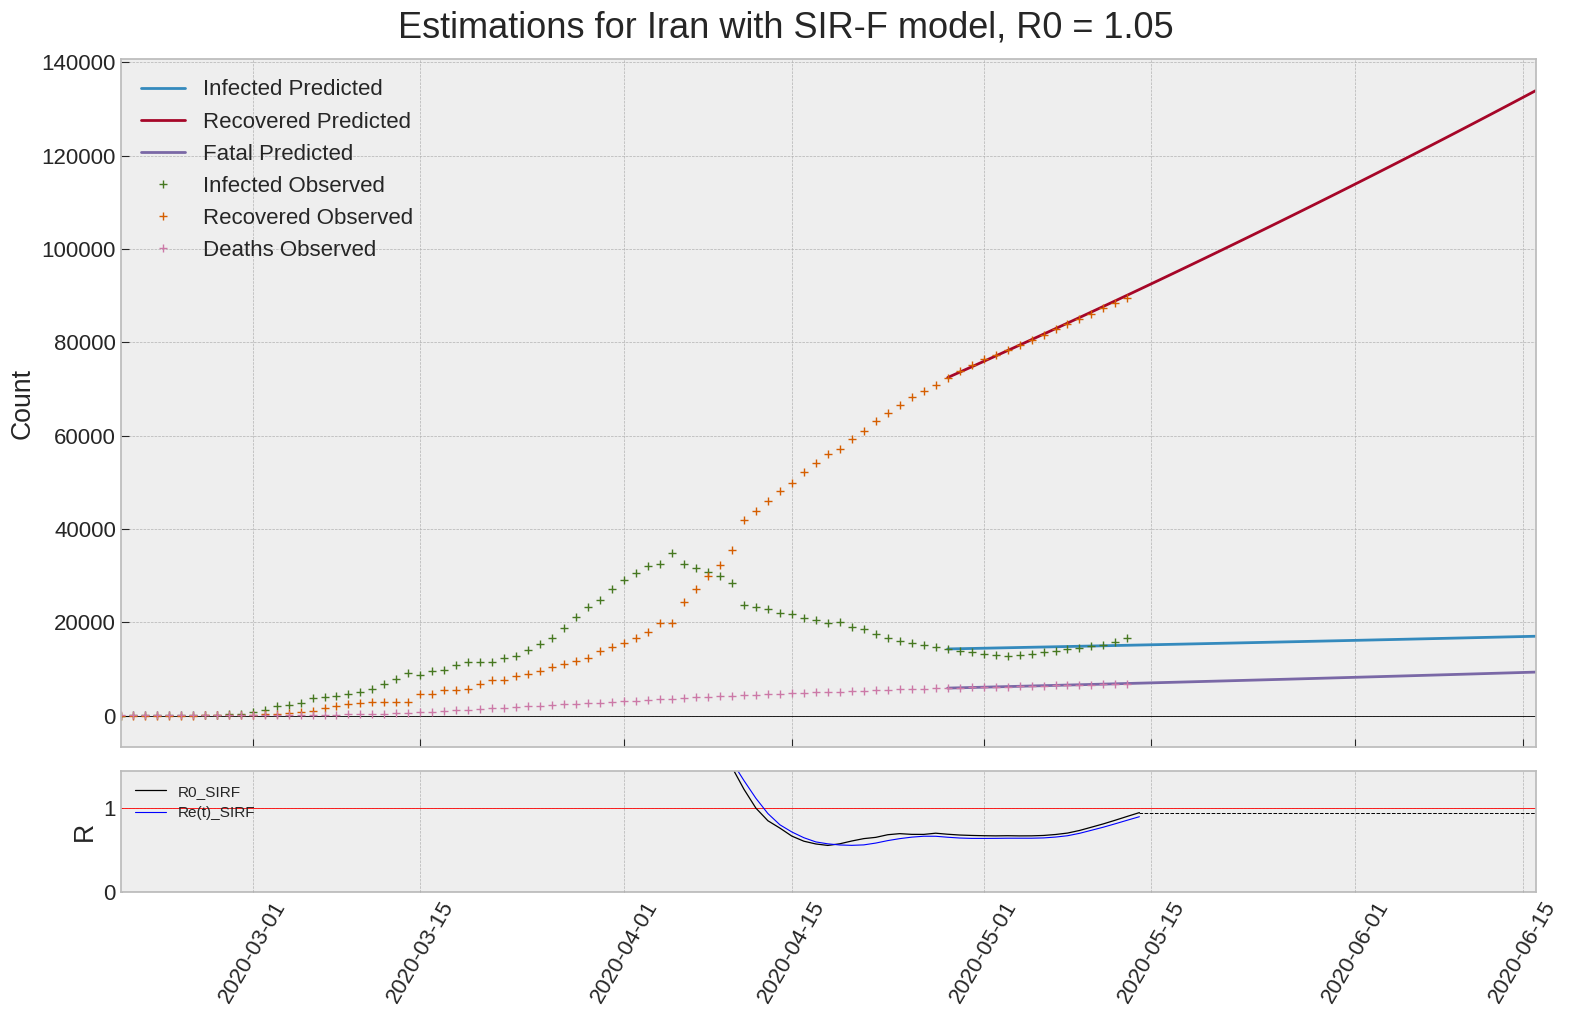 Estimations for Iran with SIR-F model, R0 = 1.05
140000
120000
100000
80000
60000
40000
20000
0
Count
Infected Predicted
Recovered Predicted
Fatal Predicted
Infected Observed
Recovered Observed
Deaths Observed
R0_SIRF
Re(t)_SIRF
1
0
R
2020-03-01
2020-03-15
2020-04-01
2020-04-15
2020-05-01
2020-05-15
2020-06-01
2020-06-15